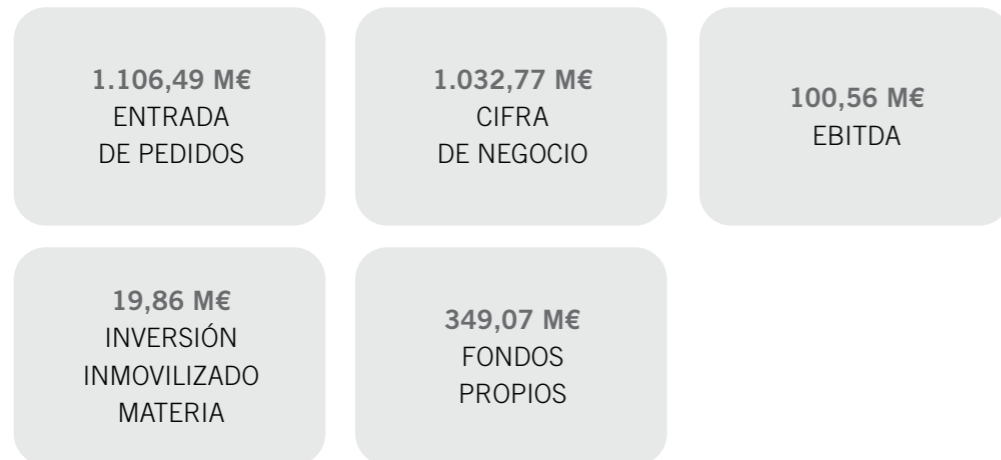 1.106,49 M€
ENTRADA
DE PEDIDOS
1.032,77 M€
CIFRA
DE NEGOCIO
100,56 M€
EBITDA
19,86 M€
INVERSIÓN
INMOVILIZADO
MATERIA
349,07 M€
FONDOS
PROPIOS